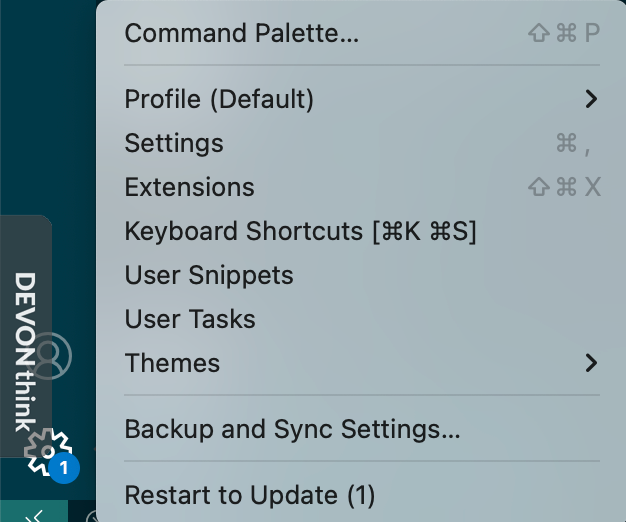 Command Palette... ⇧⌘P
Profile (Default)
Settings ⌘,
Extensions ⇧⌘X
Keyboard Shortcuts [⌘K ⌘S]
User Snippets
User Tasks
Themes
Backup and Sync Settings...
Restart to Update (1)
DEVONthink
1